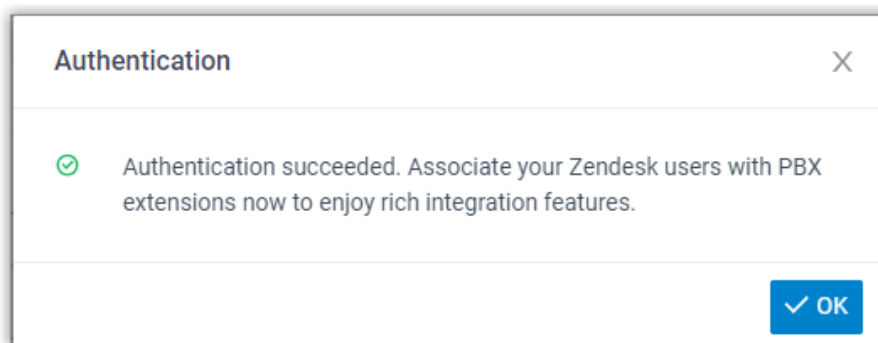 Authentication
Authentication succeeded. Associate your Zendesk users with PBX
extensions now to enjoy rich integration features.
OK